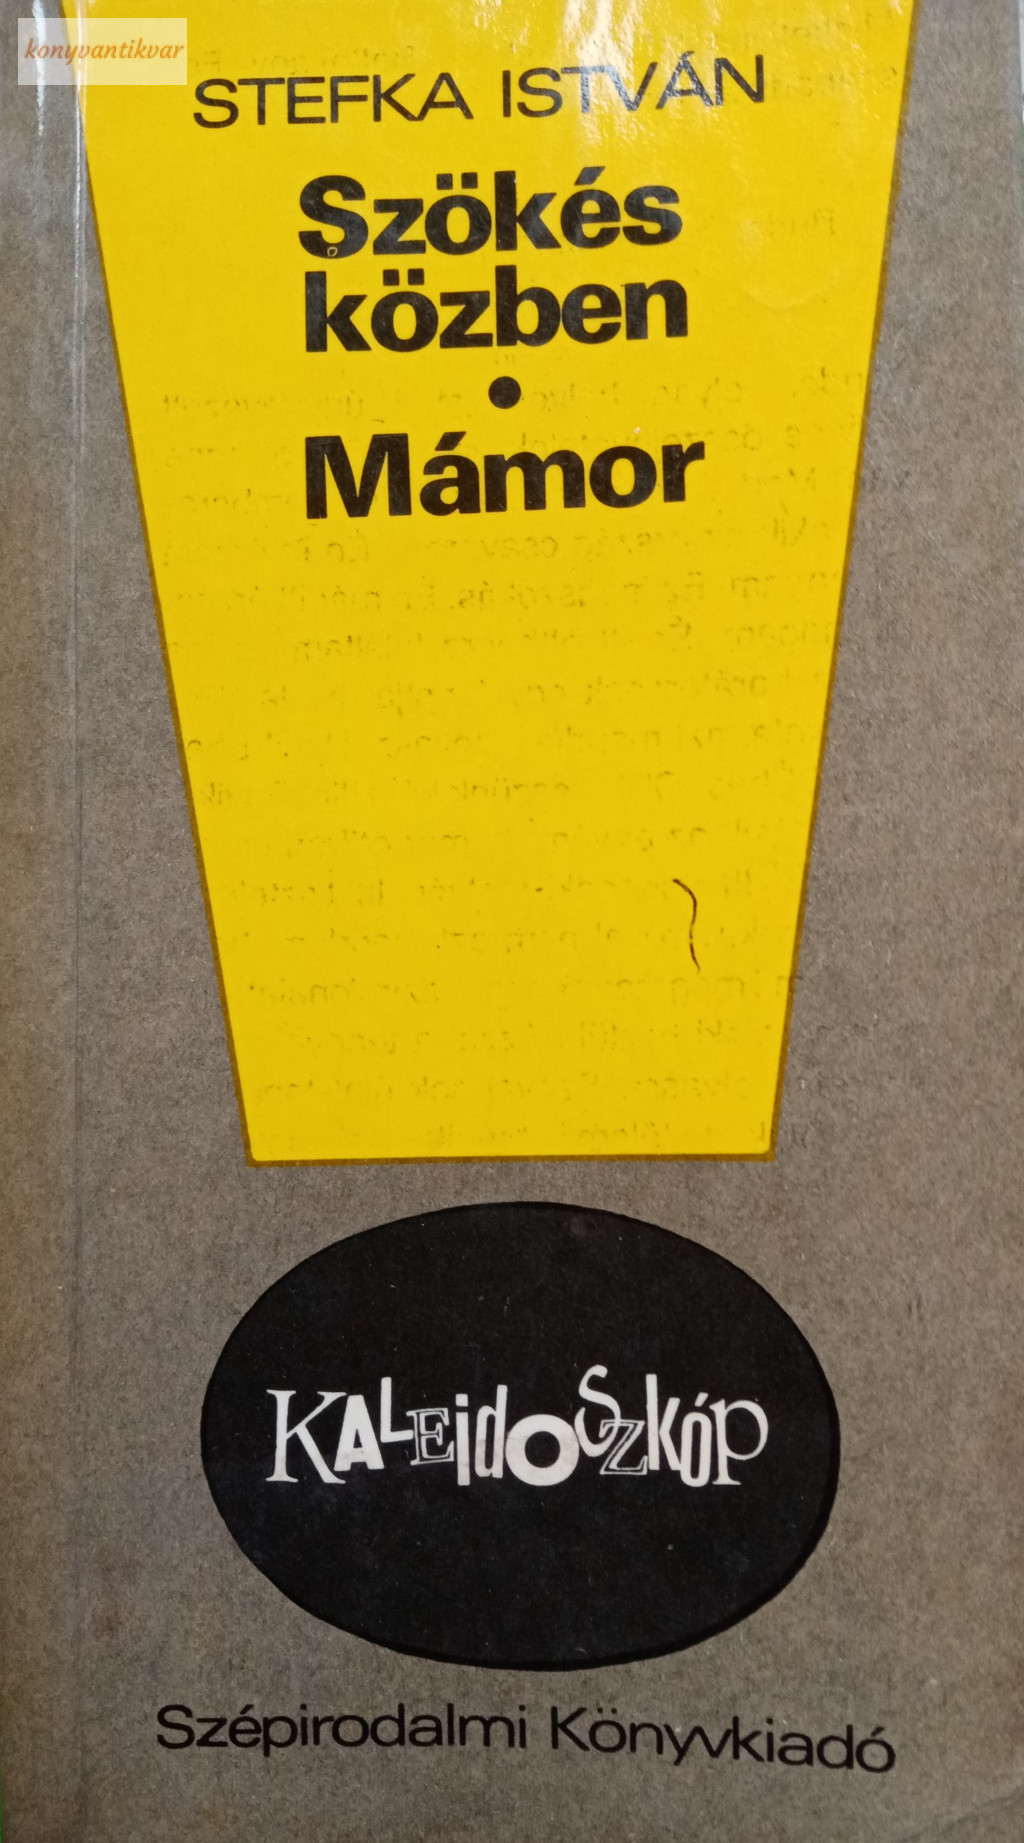 konyvantikvar
STEFKA ISTVÁN
Szökés
közben
•
Mámor
KALEIDOSZKÓP
Szépirodalmi Könyvkiadó